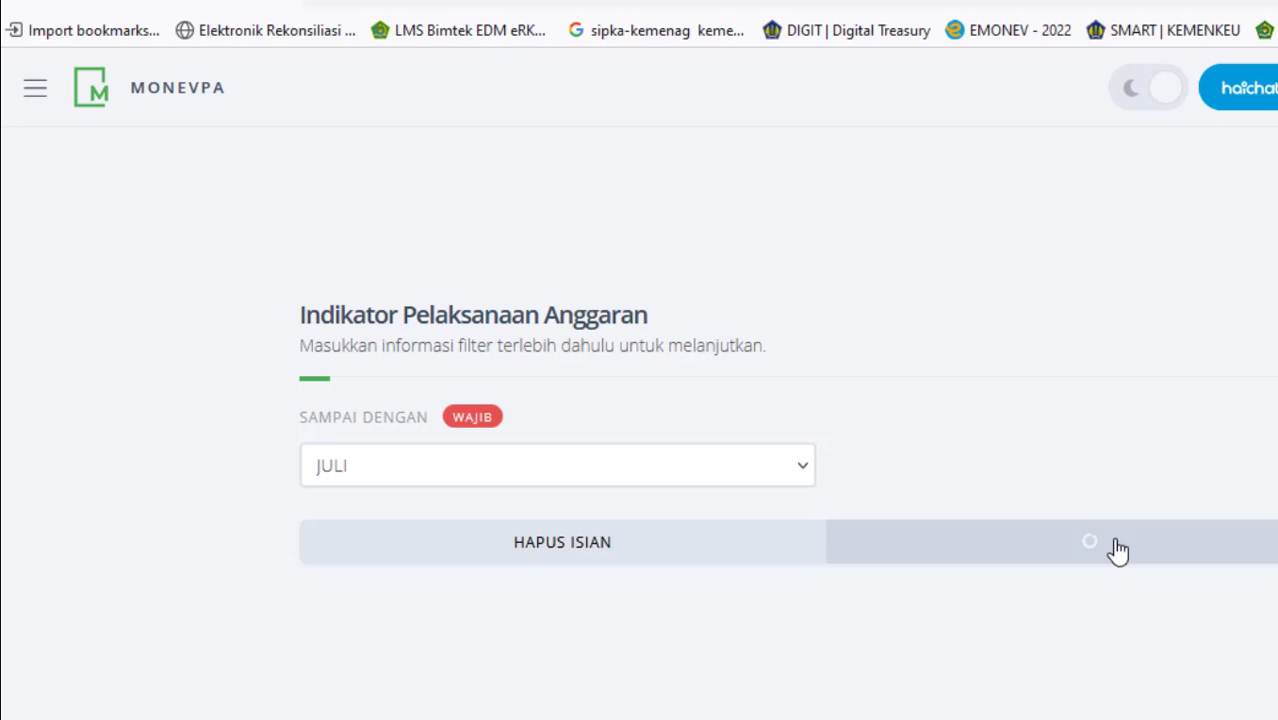 Import bookmarks... Elektronik Rekonsiliasi ... LMS Bimtek EDM eRK... sipka-kemenag keme... DIGIT | Digital Treasury EMONEV - 2022 SMART | KEMENKEU
M MONEVPA haichat
Indikator Pelaksanaan Anggaran
Masukkan informasi filter terlebih dahulu untuk melanjutkan.
SAMPAI DENGAN WAJIB
JULI
HAPUS ISIAN